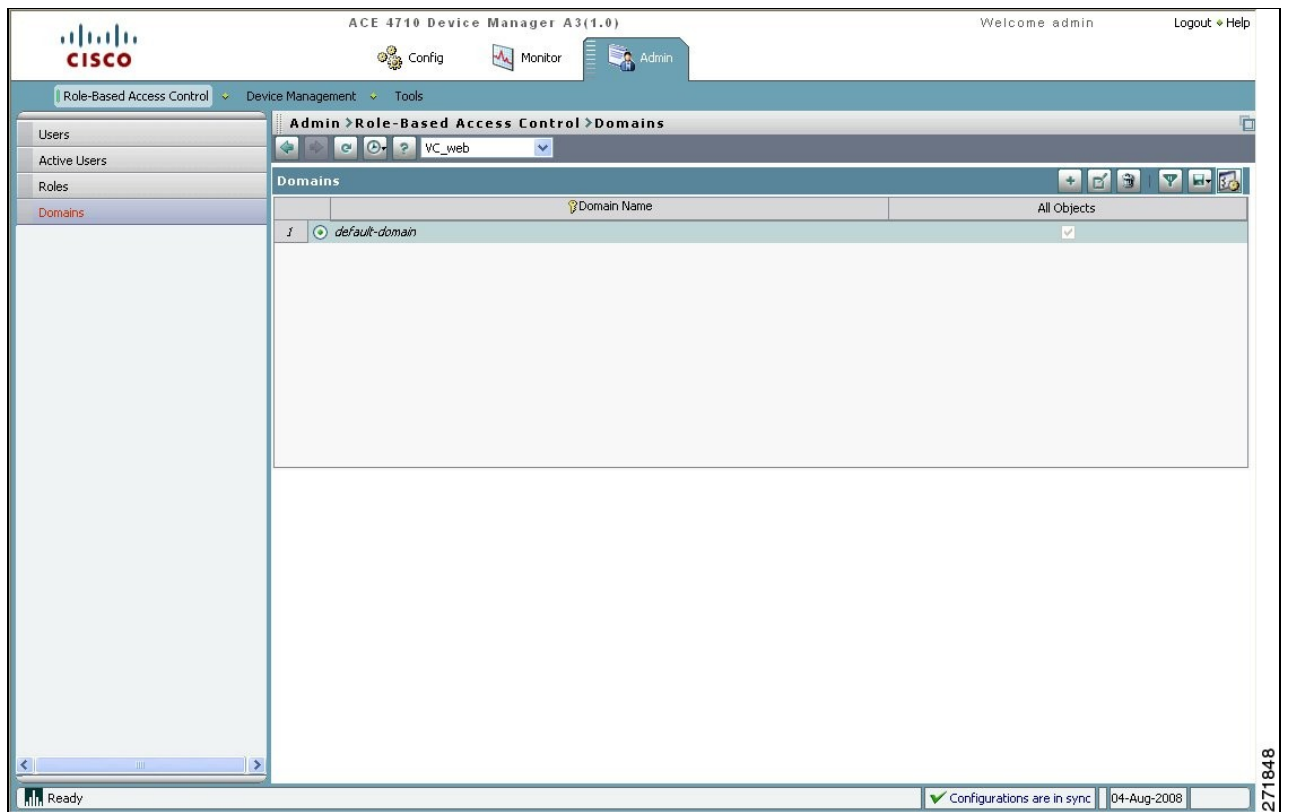 ACE 4710 Device Manager A3(1.0)
Welcome admin
Logout Help
CISCO
Config
Monitor
Admin
Role-Based Access Control Device Management Tools
Users
Active Users
Roles
Domains
Admin >Role-Based Access Control >Domains
? VC_web
Domains
Domain Name
All Objects
1 default-domain
Ready
Configurations are in sync
04-Aug-2008
271848